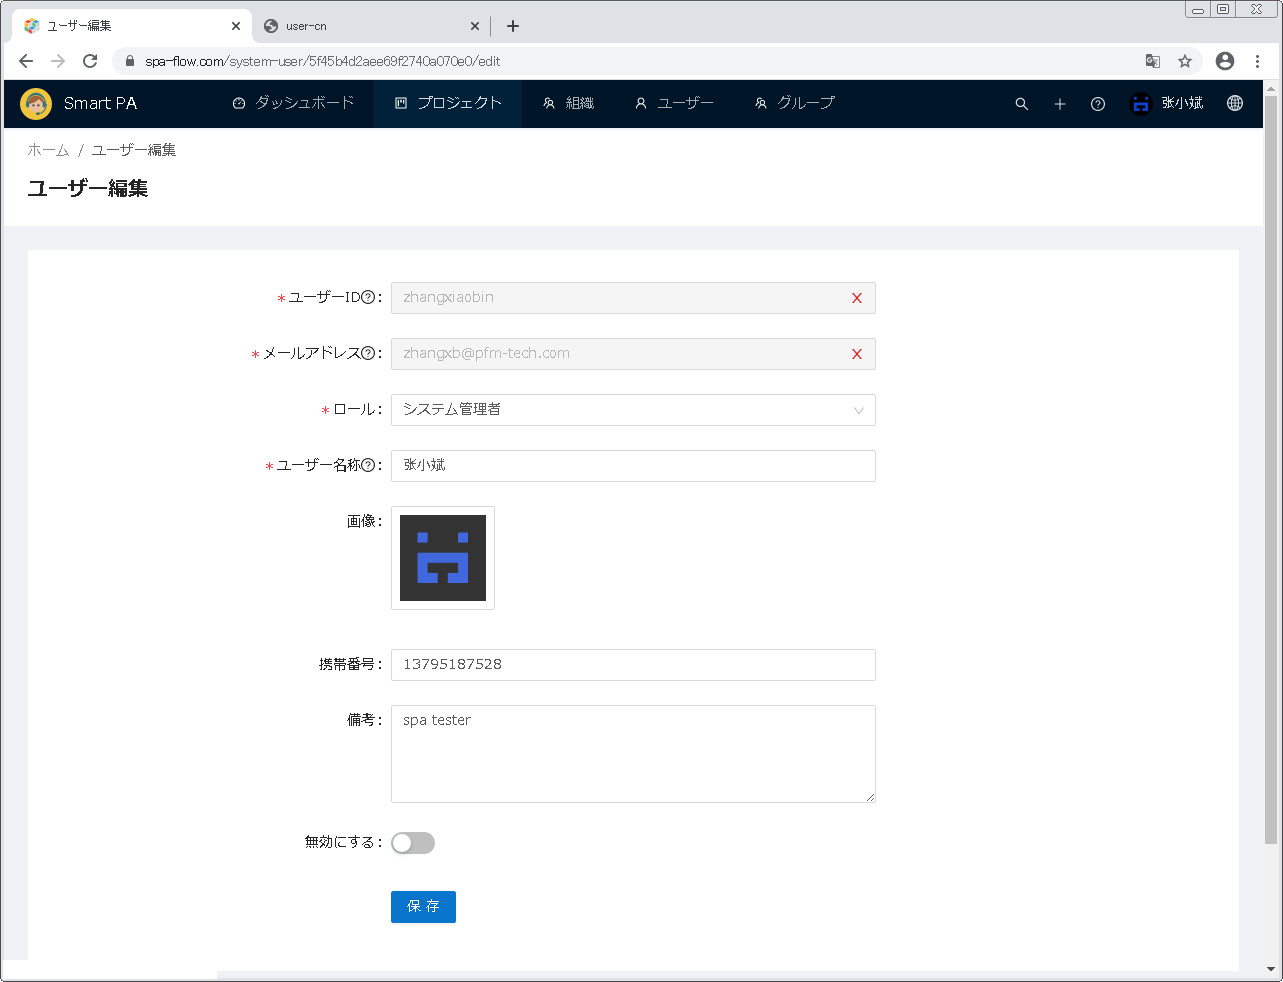 ユーザー編集
user-cn
spa-flow.com/system-user/5f45b4d2aee69f2740a070e0/edit
Smart PA
ダッシュボード
プロジェクト
組織
ユーザー
グループ
张小斌
ホーム / ユーザー編集
ユーザー編集
* ユーザーID : zhangxiaobin
* メールアドレス : zhangxb@pfm-tech.com
* ロール : システム管理者
* ユーザー名称 : 张小斌
画像 :
携帯番号 : 13795187528
備考 : spa tester
無効にする :
保 存